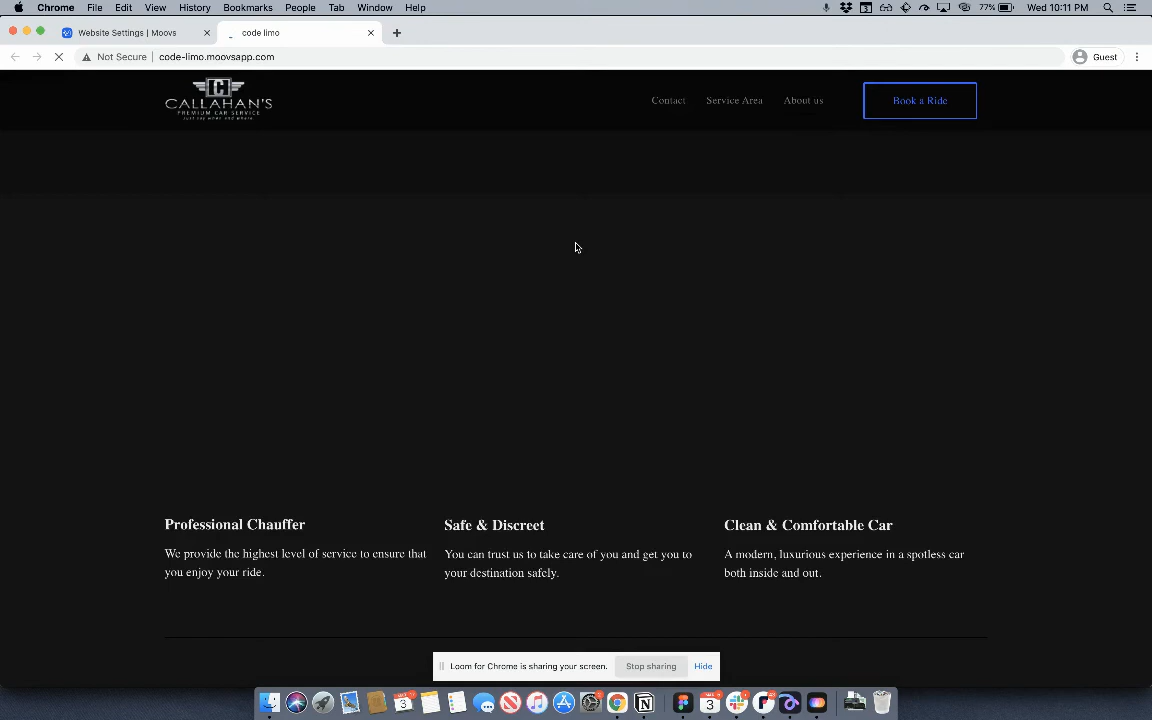 Chrome File Edit View History Bookmarks People Tab Window Help 3 77% Wed 10:11 PM
Website Settings | Moovs code limo
Not Secure code-limo.moovsapp.com Guest
C
CALLAHAN'S
PREMIUM CAR SERVICE
Contact Service Area About us Book a Ride
Professional Chauffer
We provide the highest level of service to ensure that
you enjoy your ride.
Safe & Discreet
You can trust us to take care of you and get you to
your destination safely.
Clean & Comfortable Car
A modern, luxurious experience in a spotless car
both inside and out.
Loom for Chrome is sharing your screen. Stop sharing Hide